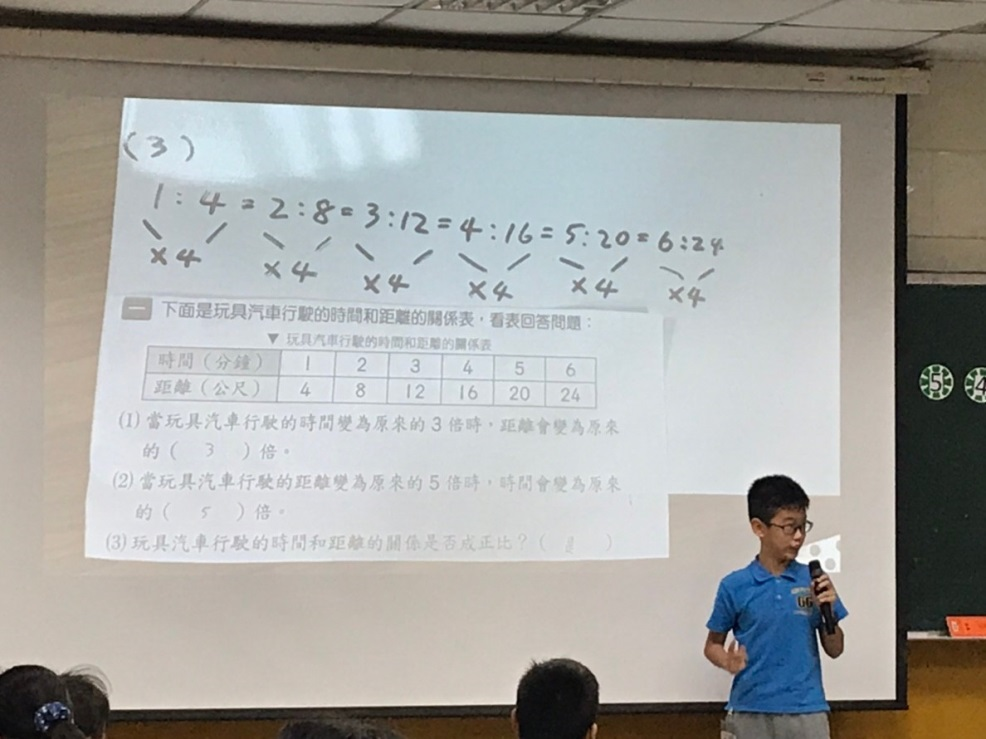 (3)
1:4=2:8=3:12=4:16=5:20=6:24
×4 ×4 ×4 ×4 ×4 ×4
一 下面是玩具汽車行駛的時間和距離的關係表，看表回答問題：
▼ 玩具汽車行駛的時間和距離的關係表
時間（分鐘） 1 2 3 4 5 6
距離（公尺） 4 8 12 16 20 24
(1) 當玩具汽車行駛的時間變為原來的3倍時，距離會變為原來
的（ 3 ）倍。
(2) 當玩具汽車行駛的距離變為原來的5倍時，時間會變為原來
的（ 5 ）倍。
(3) 玩具汽車行駛的時間和距離的關係是否成正比？（ 是 ）
5 4
GG